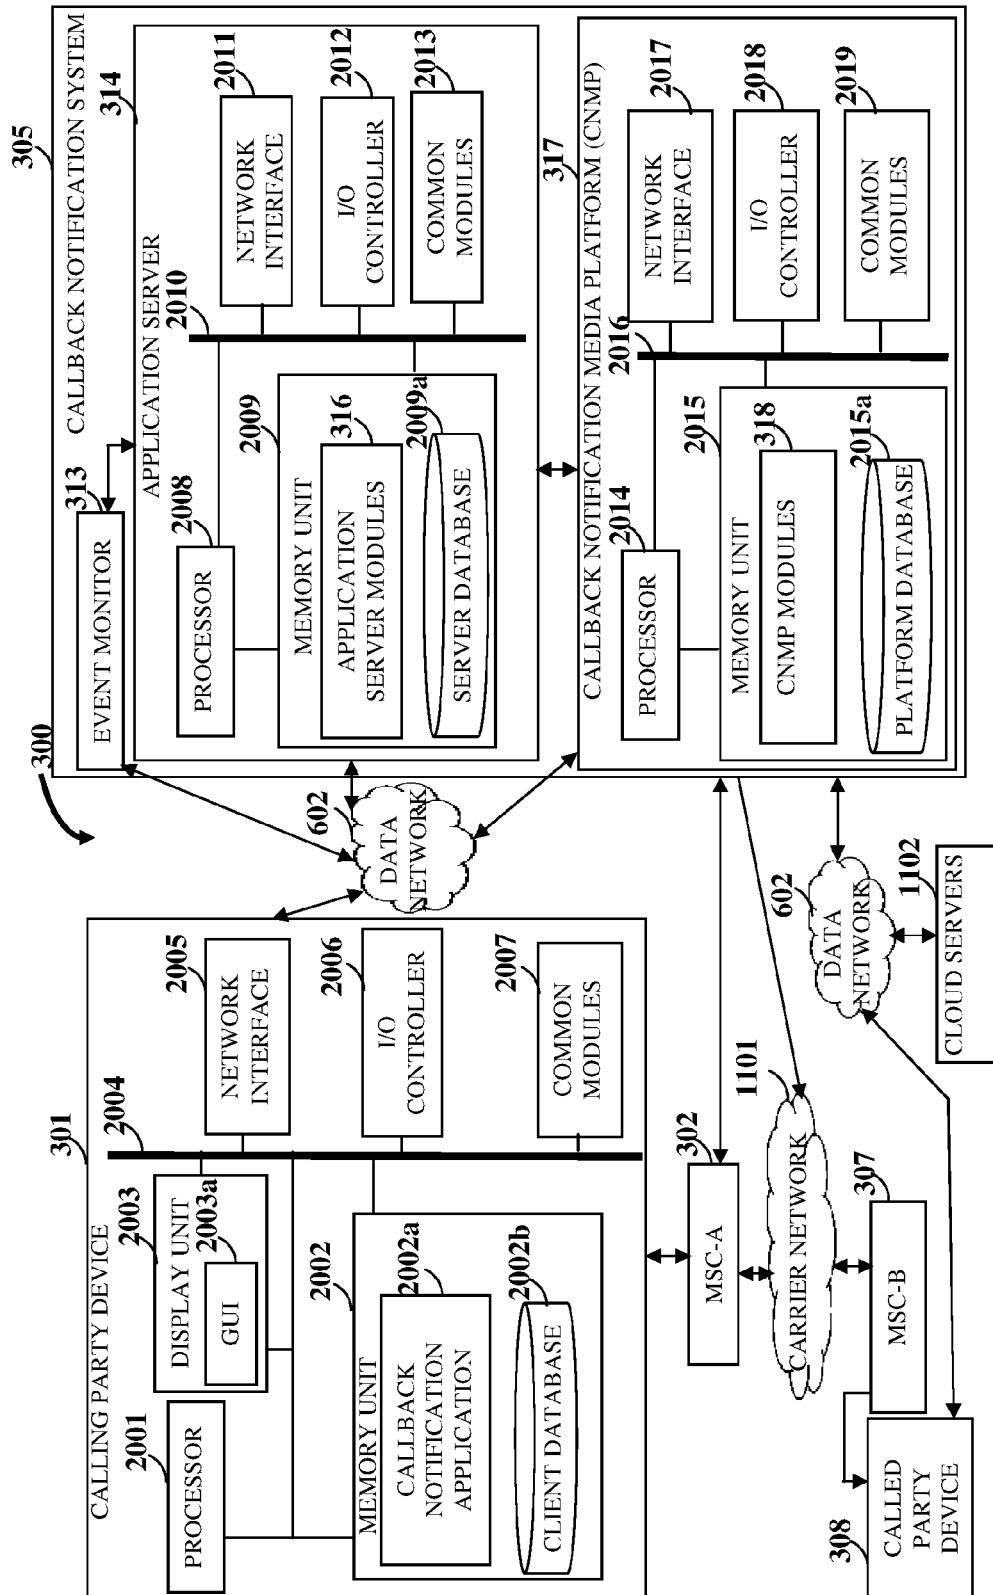 300
CALLING PARTY DEVICE
301
2001
PROCESSOR
2003
DISPLAY UNIT
2003a
GUI
2004
2005
NETWORK
INTERFACE
2006
I/O
CONTROLLER
2007
COMMON
MODULES
2002
MEMORY UNIT
2002a
CALLBACK
NOTIFICATION
APPLICATION
2002b
CLIENT DATABASE
602
DATA
NETWORK
305
CALLBACK NOTIFICATION SYSTEM
313
EVENT MONITOR
314
APPLICATION SERVER
2008
PROCESSOR
2009
MEMORY UNIT
316
APPLICATION
SERVER MODULES
2009a
SERVER DATABASE
2010
2011
NETWORK
INTERFACE
2012
I/O
CONTROLLER
2013
COMMON
MODULES
317
CALLBACK NOTIFICATION MEDIA PLATFORM (CNMP)
2014
PROCESSOR
2015
MEMORY UNIT
318
CNMP MODULES
2015a
PLATFORM DATABASE
2016
2017
NETWORK
INTERFACE
2018
I/O
CONTROLLER
2019
COMMON
MODULES
302
MSC-A
1101
CARRIER NETWORK
307
MSC-B
308
CALLED
PARTY
DEVICE
602
DATA
NETWORK
1102
CLOUD SERVERS